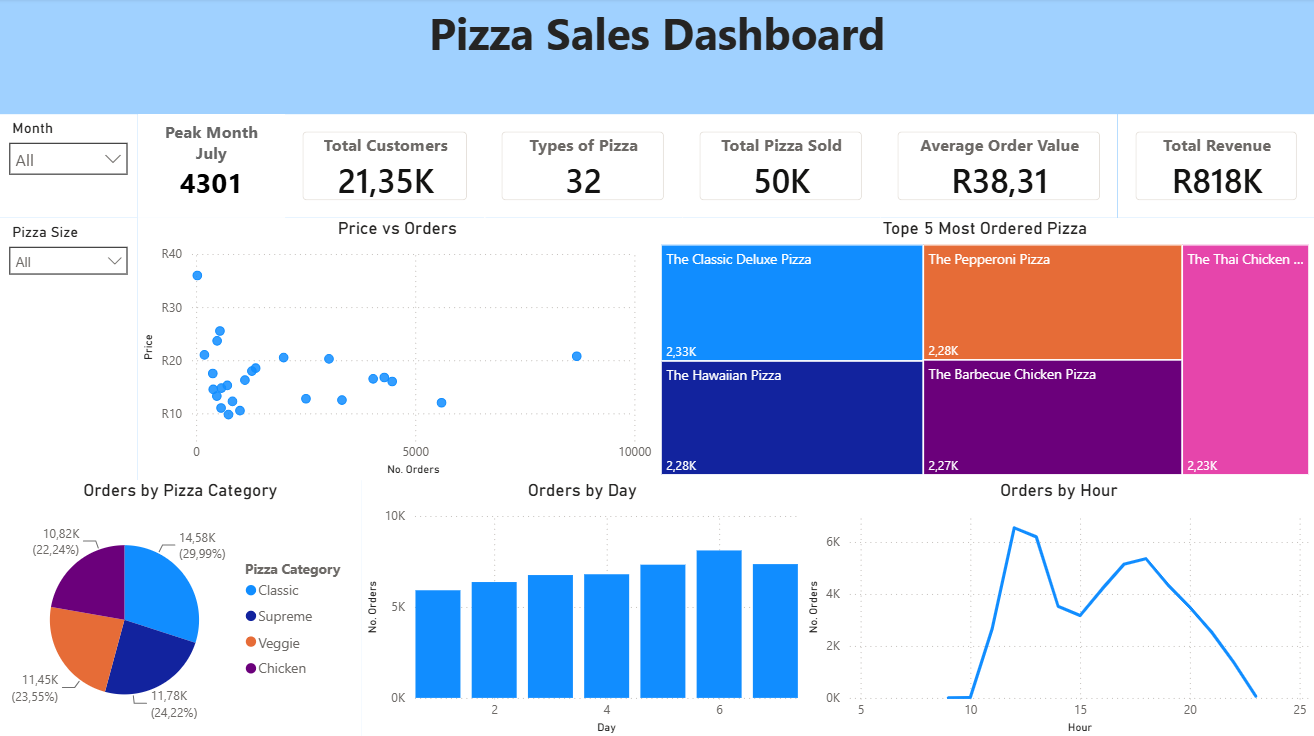 Pizza Sales Dashboard
Month
All
Peak Month
July
4301
Total Customers
21,35K
Types of Pizza
32
Total Pizza Sold
50K
Average Order Value
R38,31
Total Revenue
R818K
Pizza Size
All
Price vs Orders
Price
R40
R30
R20
R10
0
5000
10000
No. Orders
Tope 5 Most Ordered Pizza
The Classic Deluxe Pizza
2,33K
The Pepperoni Pizza
2,28K
The Thai Chicken ...
2,23K
The Hawaiian Pizza
2,28K
The Barbecue Chicken Pizza
2,27K
Orders by Pizza Category
10,82K
(22,24%)
14,58K
(29,99%)
11,45K
(23,55%)
11,78K
(24,22%)
Pizza Category
Classic
Supreme
Veggie
Chicken
Orders by Day
No. Orders
10K
5K
0K
2
4
6
Day
Orders by Hour
No. Orders
6K
4K
2K
0K
5
10
15
20
25
Hour